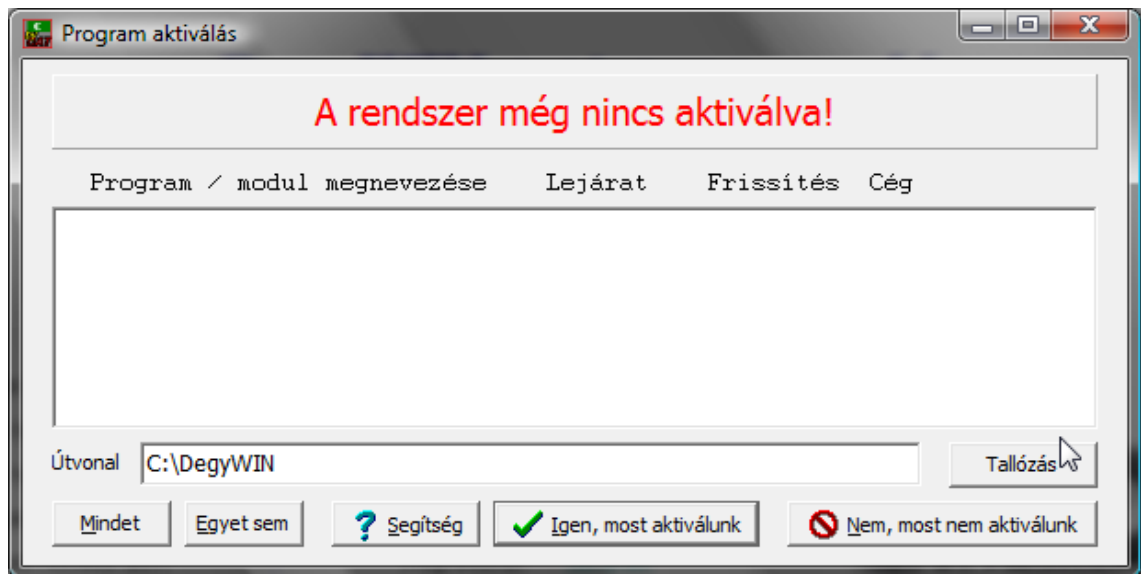 Program aktiválás
A rendszer még nincs aktiválva!
Program / modul megnevezése Lejárat Frissítés Cég
Útvonal C:\DegyWIN Tallózás
Mindet Egyet sem ? Segítség Igen, most aktiválunk Nem, most nem aktiválunk